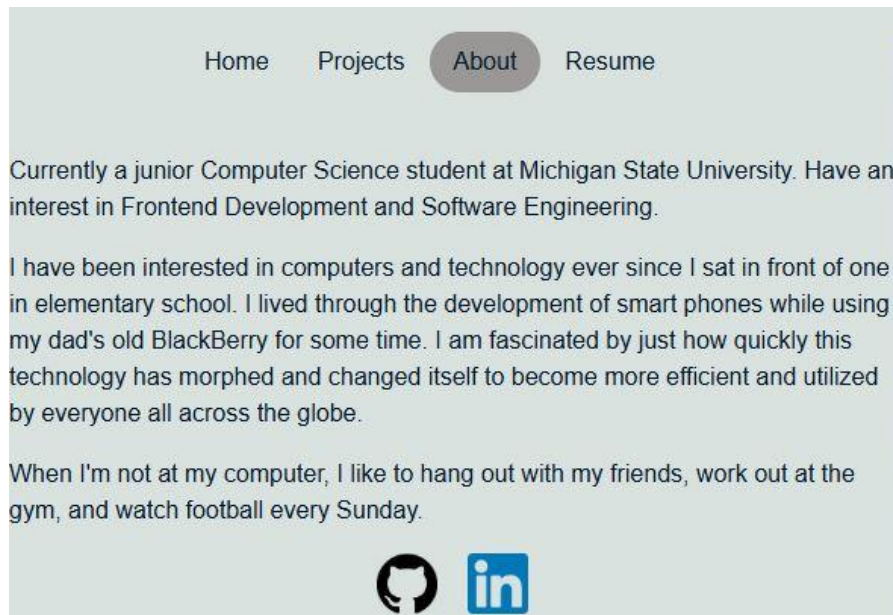 Home Projects About Resume
Currently a junior Computer Science student at Michigan State University. Have an
interest in Frontend Development and Software Engineering.
I have been interested in computers and technology ever since I sat in front of one
in elementary school. I lived through the development of smart phones while using
my dad's old BlackBerry for some time. I am fascinated by just how quickly this
technology has morphed and changed itself to become more efficient and utilized
by everyone all across the globe.
When I'm not at my computer, I like to hang out with my friends, work out at the
gym, and watch football every Sunday.
in